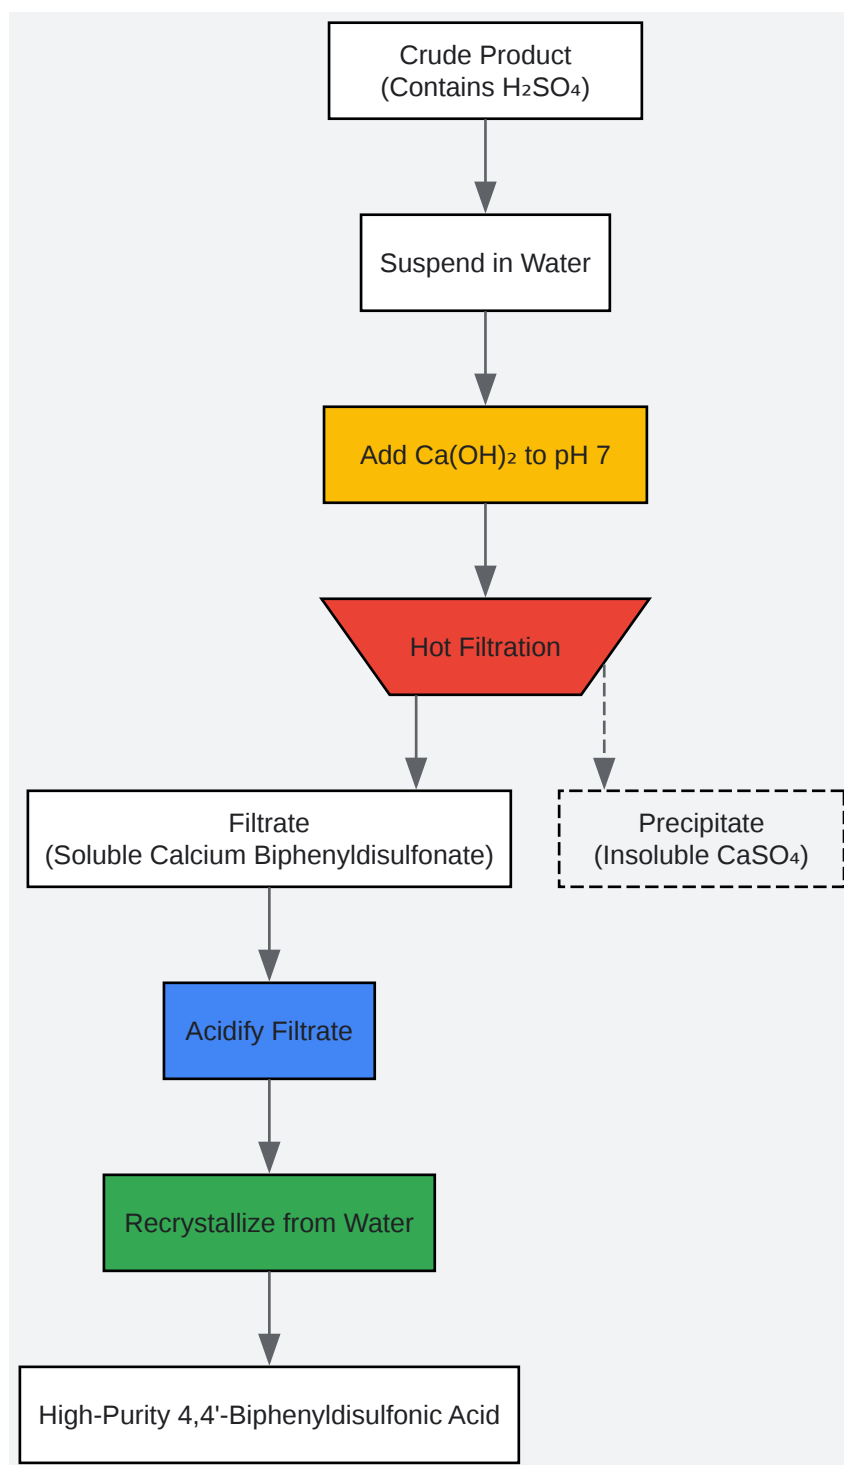 Crude Product
(Contains H₂SO₄)
Suspend in Water
Add Ca(OH)₂ to pH 7
Hot Filtration
Filtrate
(Soluble Calcium Biphenyldisulfonate)
Precipitate
(Insoluble CaSO₄)
Acidify Filtrate
Recrystallize from Water
High-Purity 4,4'-Biphenyldisulfonic Acid